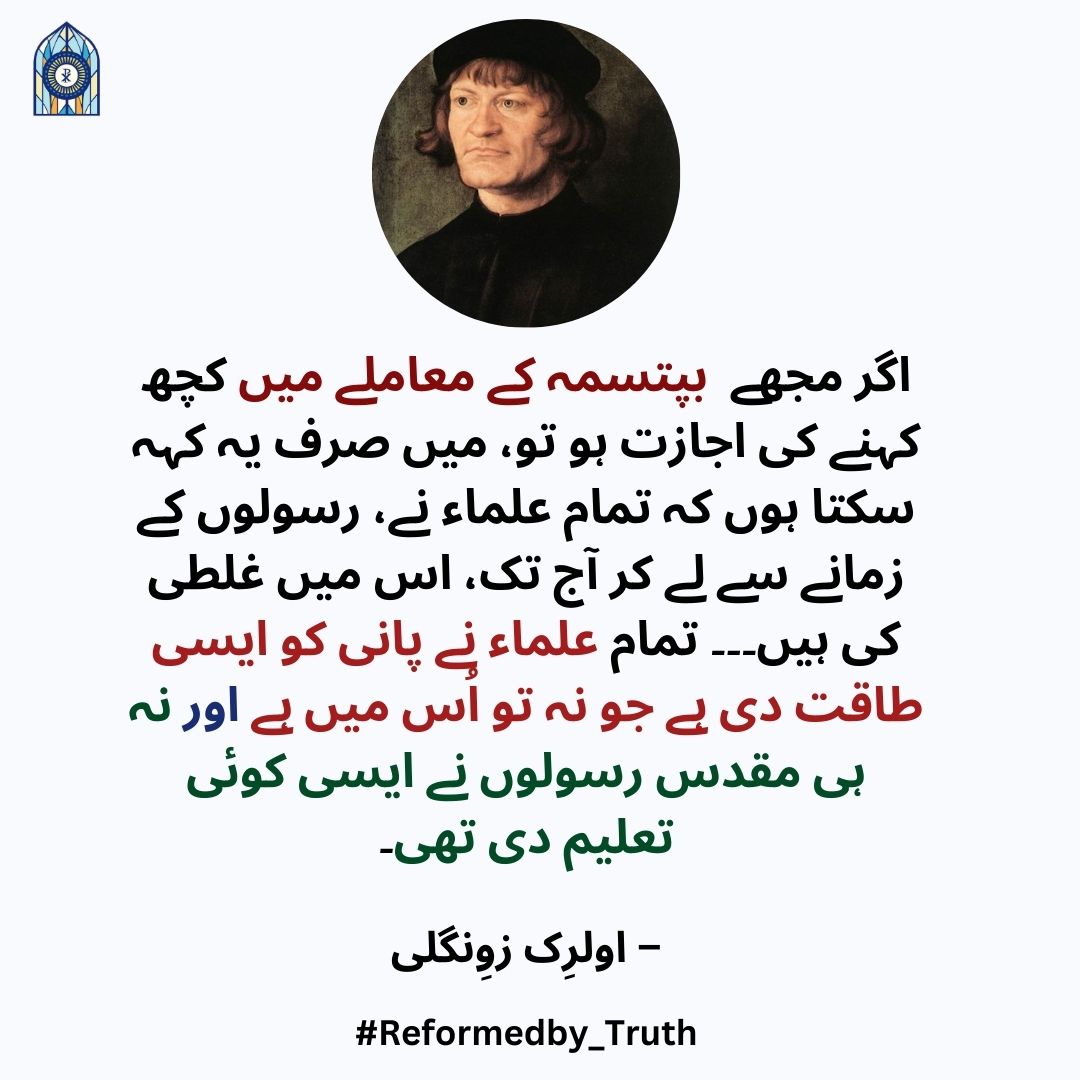 اگر مجھے بپتسمہ کے معاملے میں کچھ
کہنے کی اجازت ہو تو، میں صرف یہ کہہ
سکتا ہوں کہ تمام علماء نے، رسولوں کے
زمانے سے لے کر آج تک، اس میں غلطی
کی ہیں۔۔۔ تمام علماء نے پانی کو ایسی
طاقت دی ہے جو نہ تو اُس میں ہے اور نہ
ہی مقدس رسولوں نے ایسی کوئی
تعلیم دی تھی۔
– اولرِک زوِنگلی
#Reformedby_Truth